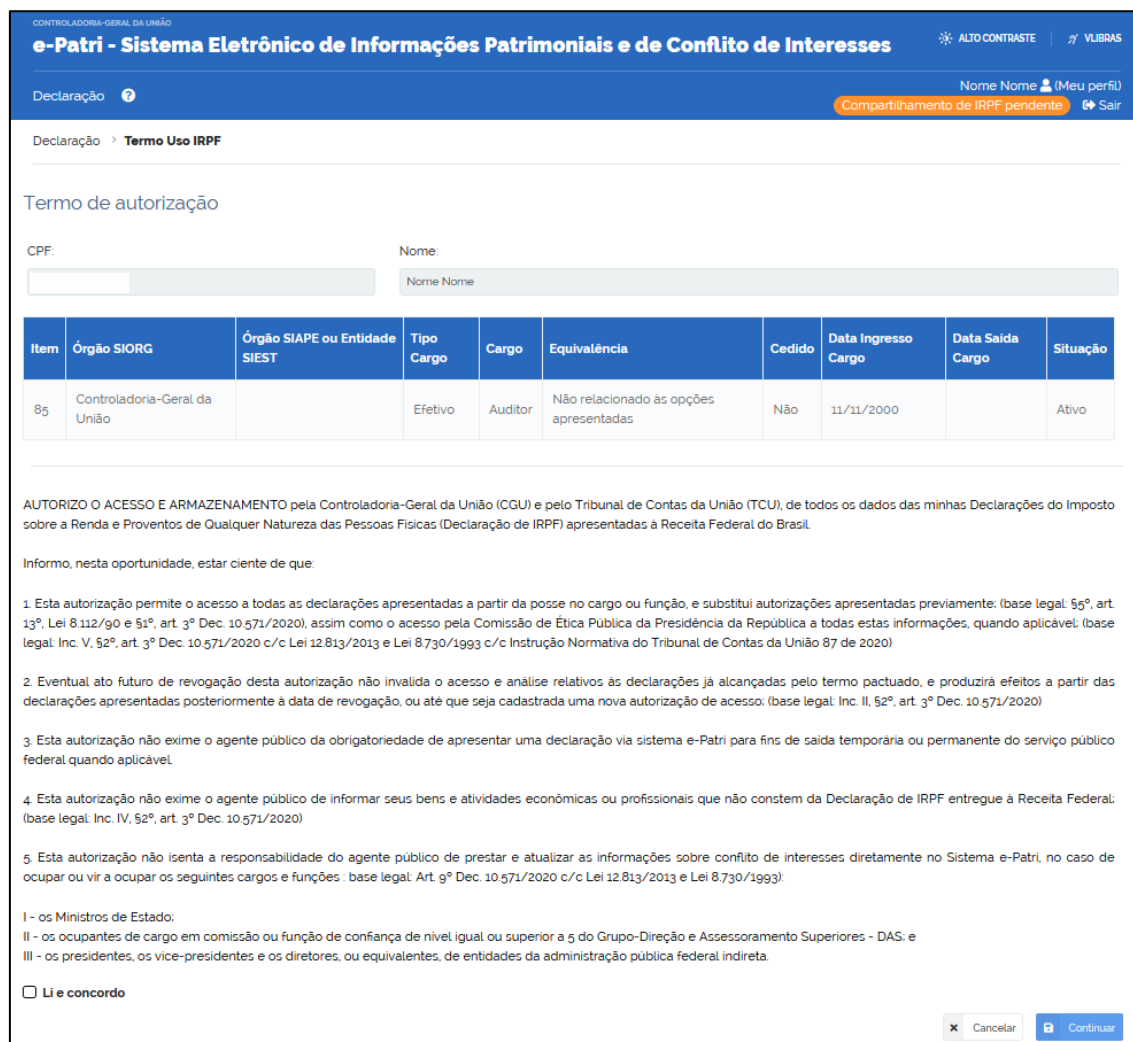 CONTROLADORIA-GERAL DA UNIÃO
e-Patri - Sistema Eletrônico de Informações Patrimoniais e de Conflito de Interesses
ALTO CONTRASTE
VLIBRAS
Declaração ?
Nome Nome (Meu perfil)
Compartilhamento de IRPF pendente Sair
Declaração > Termo Uso IRPF
Termo de autorização
CPF: Nome:
Nome Nome
Item Órgão SIORG Órgão SIAPE ou Entidade SIEST Tipo Cargo Cargo Equivalência Cedido Data Ingresso Cargo Data Saída Cargo Situação
85 Controladoria-Geral da União Efetivo Auditor Não relacionado às opções apresentadas Não 11/11/2000 Ativo
AUTORIZO O ACESSO E ARMAZENAMENTO pela Controladoria-Geral da União (CGU) e pelo Tribunal de Contas da União (TCU), de todos os dados das minhas Declarações do Imposto
sobre a Renda e Proventos de Qualquer Natureza das Pessoas Físicas (Declaração de IRPF) apresentadas à Receita Federal do Brasil.
Informo, nesta oportunidade, estar ciente de que:
1. Esta autorização permite o acesso a todas as declarações apresentadas a partir da posse no cargo ou função, e substitui autorizações apresentadas previamente; (base legal: §5º, art.
13º, Lei 8.112/90 e §1º, art. 3º Dec. 10.571/2020), assim como o acesso pela Comissão de Ética Pública da Presidência da República a todas estas informações, quando aplicável; (base
legal: Inc. V, §2º, art. 3º Dec. 10.571/2020 c/c Lei 12.813/2013 e Lei 8.730/1993 c/c Instrução Normativa do Tribunal de Contas da União 87 de 2020)
2. Eventual ato futuro de revogação desta autorização não invalida o acesso e análise relativos às declarações já alcançadas pelo termo pactuado, e produzirá efeitos a partir das
declarações apresentadas posteriormente à data de revogação, ou até que seja cadastrada uma nova autorização de acesso; (base legal: Inc. II, §2º, art. 3º Dec. 10.571/2020)
3. Esta autorização não exime o agente público da obrigatoriedade de apresentar uma declaração via sistema e-Patri para fins de saída temporária ou permanente do serviço público
federal quando aplicável.
4. Esta autorização não exime o agente público de informar seus bens e atividades econômicas ou profissionais que não constem da Declaração de IRPF entregue à Receita Federal;
(base legal: Inc. IV, §2º, art. 3º Dec. 10.571/2020)
5. Esta autorização não isenta a responsabilidade do agente público de prestar e atualizar as informações sobre conflito de interesses diretamente no Sistema e-Patri, no caso de
ocupar ou vir a ocupar os seguintes cargos e funções : base legal: Art. 9º Dec. 10.571/2020 c/c Lei 12.813/2013 e Lei 8.730/1993):
I - os Ministros de Estado;
II - os ocupantes de cargo em comissão ou função de confiança de nível igual ou superior a 5 do Grupo-Direção e Assessoramento Superiores - DAS; e
III - os presidentes, os vice-presidentes e os diretores, ou equivalentes, de entidades da administração pública federal indireta.
Li e concordo
Cancelar Continuar